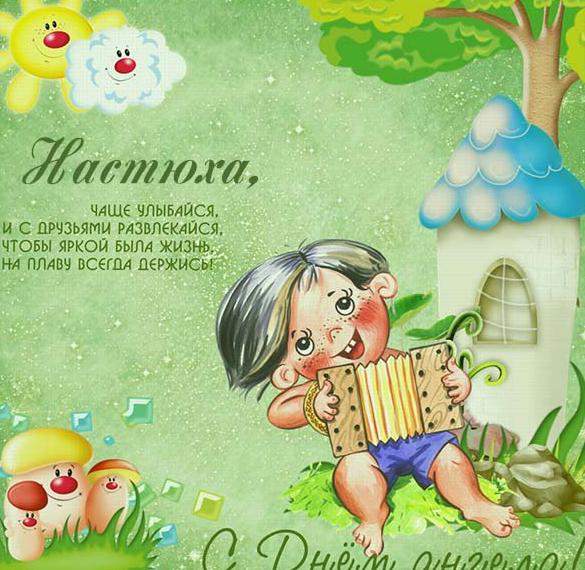 Настюха,
ЧАЩЕ УЛЫБАЙСЯ,
И С ДРУЗЬЯМИ РАЗВЛЕКАЙСЯ,
ЧТОБЫ ЯРКОЙ БЫЛА ЖИЗНЬ,
НА ПЛАВУ ВСЕГДА ДЕРЖИСЬ!
С Днём ангела!